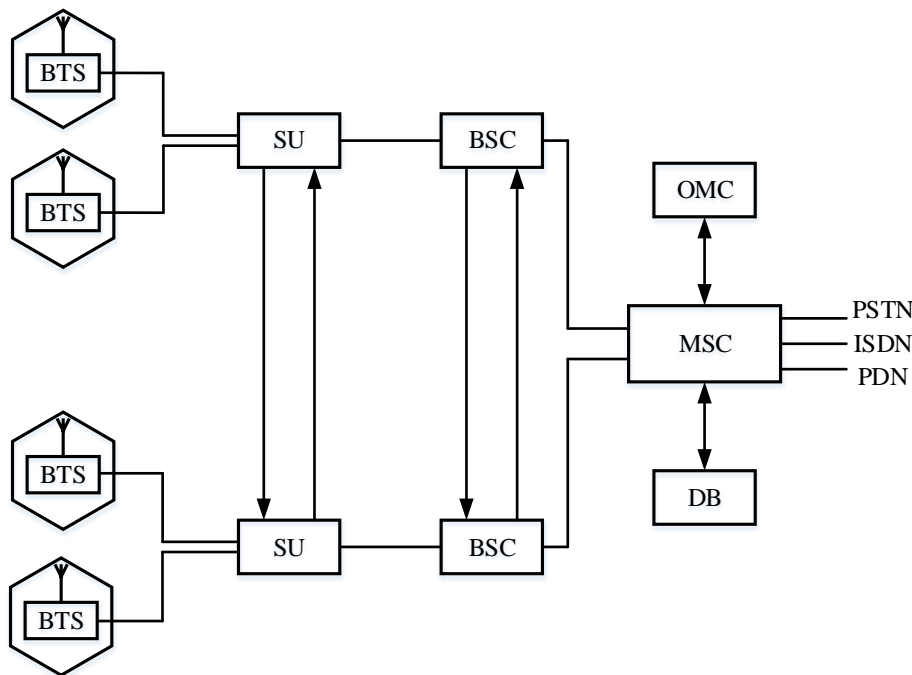 BTS
BTS
SU
BSC
OMC
MSC
PSTN
ISDN
PDN
BTS
BTS
SU
BSC
DB